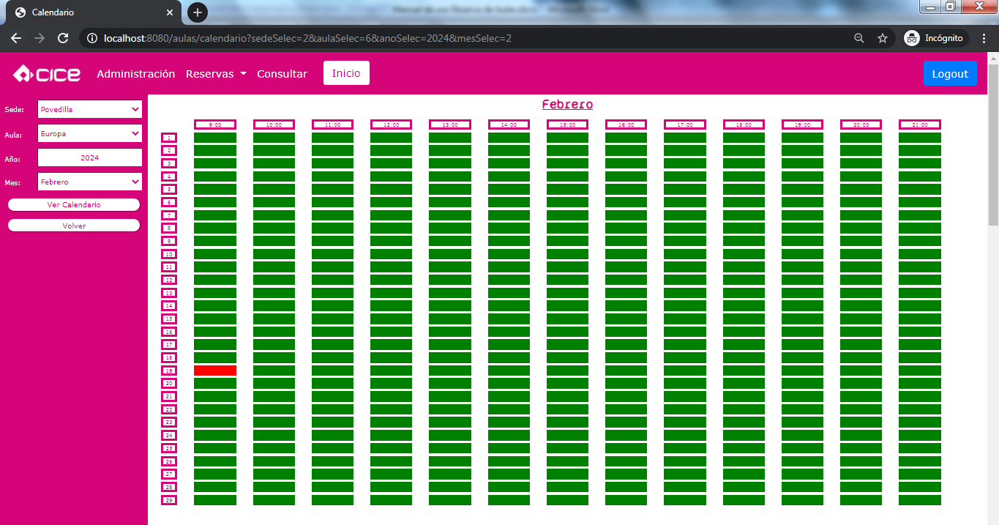 Calendario
localhost:8080/aulas/calendario?sedeSelec=2&aulaSelec=6&anoSelec=2024&mesSelec=2
Incógnito
CICE Administración Reservas Consultar Inicio Logout
Sede: Povedilla
Aula: Europa
Año: 2024
Mes: Febrero
Ver Calendario
Volver
Febrero
9:00 10:00 11:00 12:00 13:00 14:00 15:00 16:00 17:00 18:00 19:00 20:00 21:00
1
2
3
4
5
6
7
8
9
10
11
12
13
14
15
16
17
18
19
20
21
22
23
24
25
26
27
28
29